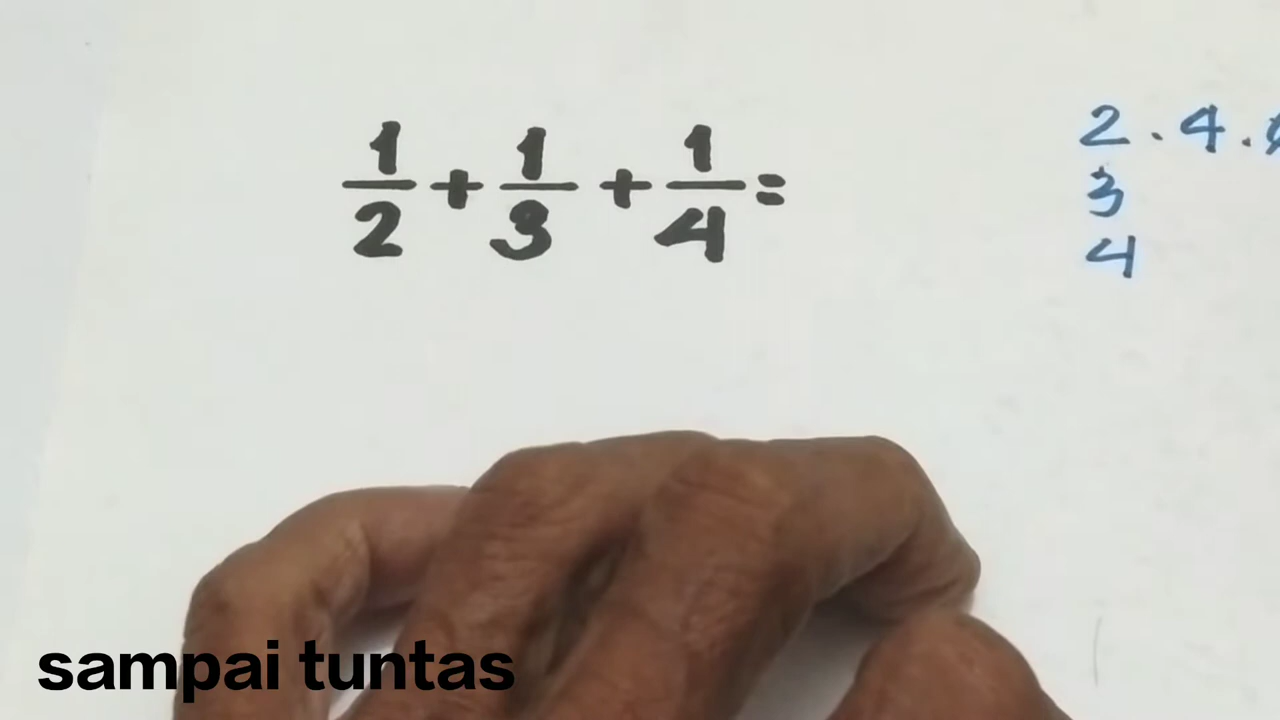 1/2 + 1/3 + 1/4 =
2 . 4 .
3
4
sampai tuntas